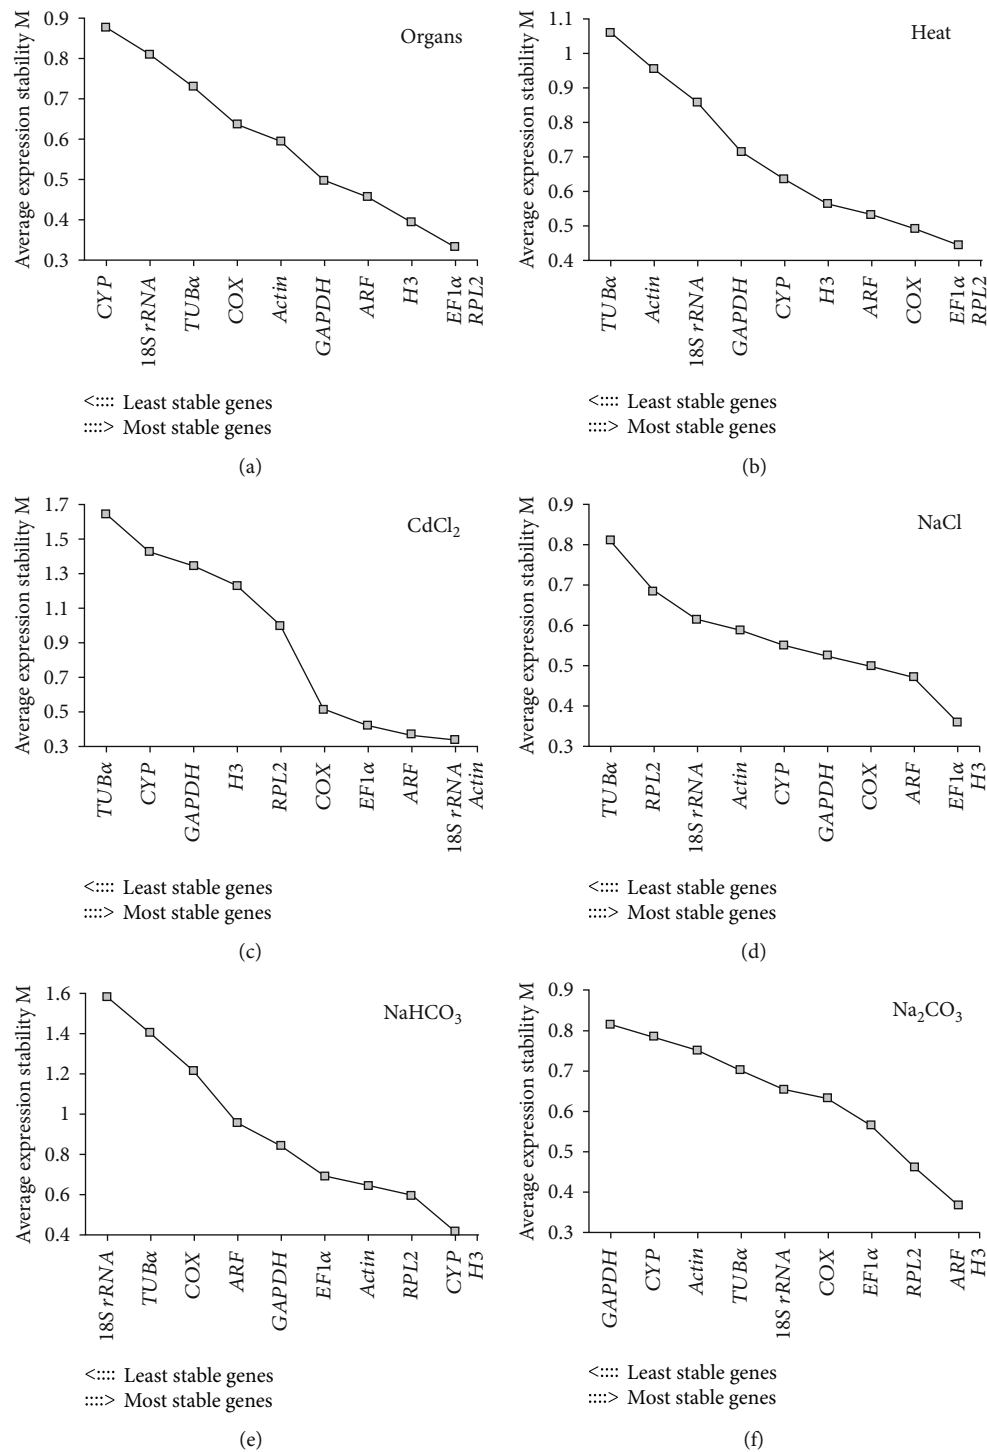 Organs
Average expression stability M
0.9
0.8
0.7
0.6
0.5
0.4
0.3
CYP
18S rRNA
TUBα
COX
Actin
GAPDH
ARF
H3
EF1α
RPL2
<:::: Least stable genes
::::> Most stable genes
(a)
Heat
Average expression stability M
1.1
1
0.9
0.8
0.7
0.6
0.5
0.4
TUBα
Actin
18S rRNA
GAPDH
CYP
H3
ARF
COX
EF1α
RPL2
<:::: Least stable genes
::::> Most stable genes
(b)
CdCl₂
Average expression stability M
1.7
1.5
1.3
1.1
0.9
0.7
0.5
0.3
TUBα
CYP
GAPDH
H3
RPL2
COX
EF1α
ARF
18S rRNA
Actin
<:::: Least stable genes
::::> Most stable genes
(c)
NaCl
Average expression stability M
0.9
0.8
0.7
0.6
0.5
0.4
0.3
TUBα
RPL2
18S rRNA
Actin
CYP
GAPDH
COX
ARF
EF1α
H3
<:::: Least stable genes
::::> Most stable genes
(d)
NaHCO₃
Average expression stability M
1.6
1.4
1.2
1
0.8
0.6
0.4
18S rRNA
TUBα
COX
ARF
GAPDH
EF1α
Actin
RPL2
CYP
H3
<:::: Least stable genes
::::> Most stable genes
(e)
Na₂CO₃
Average expression stability M
0.9
0.8
0.7
0.6
0.5
0.4
0.3
GAPDH
CYP
Actin
TUBα
18S rRNA
COX
EF1α
RPL2
ARF
H3
<:::: Least stable genes
::::> Most stable genes
(f)